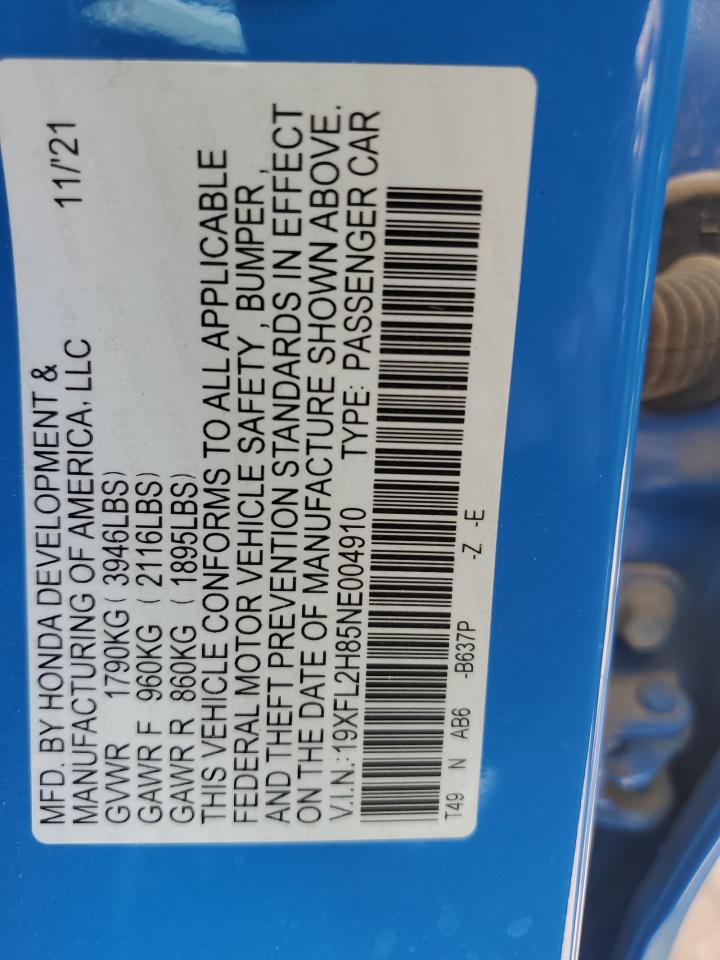 MFD. BY HONDA DEVELOPMENT & 11/'21
MANUFACTURING OF AMERICA, LLC
GVWR 1790KG ( 3946LBS)
GAWR F 960KG ( 2116LBS)
GAWR R 860KG ( 1895LBS)
THIS VEHICLE CONFORMS TO ALL APPLICABLE
FEDERAL MOTOR VEHICLE SAFETY , BUMPER ,
AND THEFT PREVENTION STANDARDS IN EFFECT
ON THE DATE OF MANUFACTURE SHOWN ABOVE.
V.I.N.:19XFL2H85NE004910 TYPE: PASSENGER CAR
T49 N AB6 -B637P -Z -E